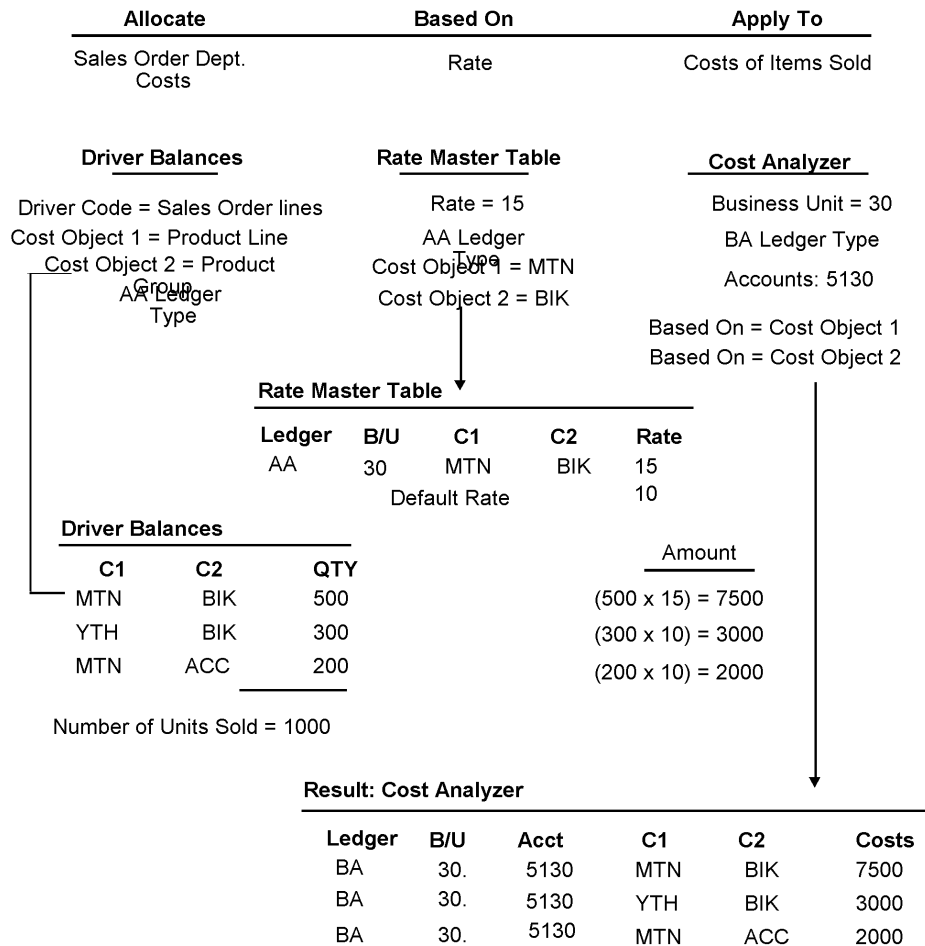 Allocate Based On Apply To
Sales Order Dept. Costs Rate Costs of Items Sold
Driver Balances Rate Master Table Cost Analyzer
Driver Code = Sales Order lines Rate = 15 Business Unit = 30
Cost Object 1 = Product Line AA Ledger Type BA Ledger Type
Cost Object 2 = Product Group Cost Object 1 = MTN Accounts: 5130
AA Ledger Type Cost Object 2 = BIK
Based On = Cost Object 1
Based On = Cost Object 2
Rate Master Table
Ledger B/U C1 C2 Rate
AA 30 MTN BIK 15
Default Rate 10
Driver Balances
C1 C2 QTY
MTN BIK 500
YTH BIK 300
MTN ACC 200
Number of Units Sold = 1000
Amount
(500 x 15) = 7500
(300 x 10) = 3000
(200 x 10) = 2000
Result: Cost Analyzer
Ledger B/U Acct C1 C2 Costs
BA 30. 5130 MTN BIK 7500
BA 30. 5130 YTH BIK 3000
BA 30. 5130 MTN ACC 2000